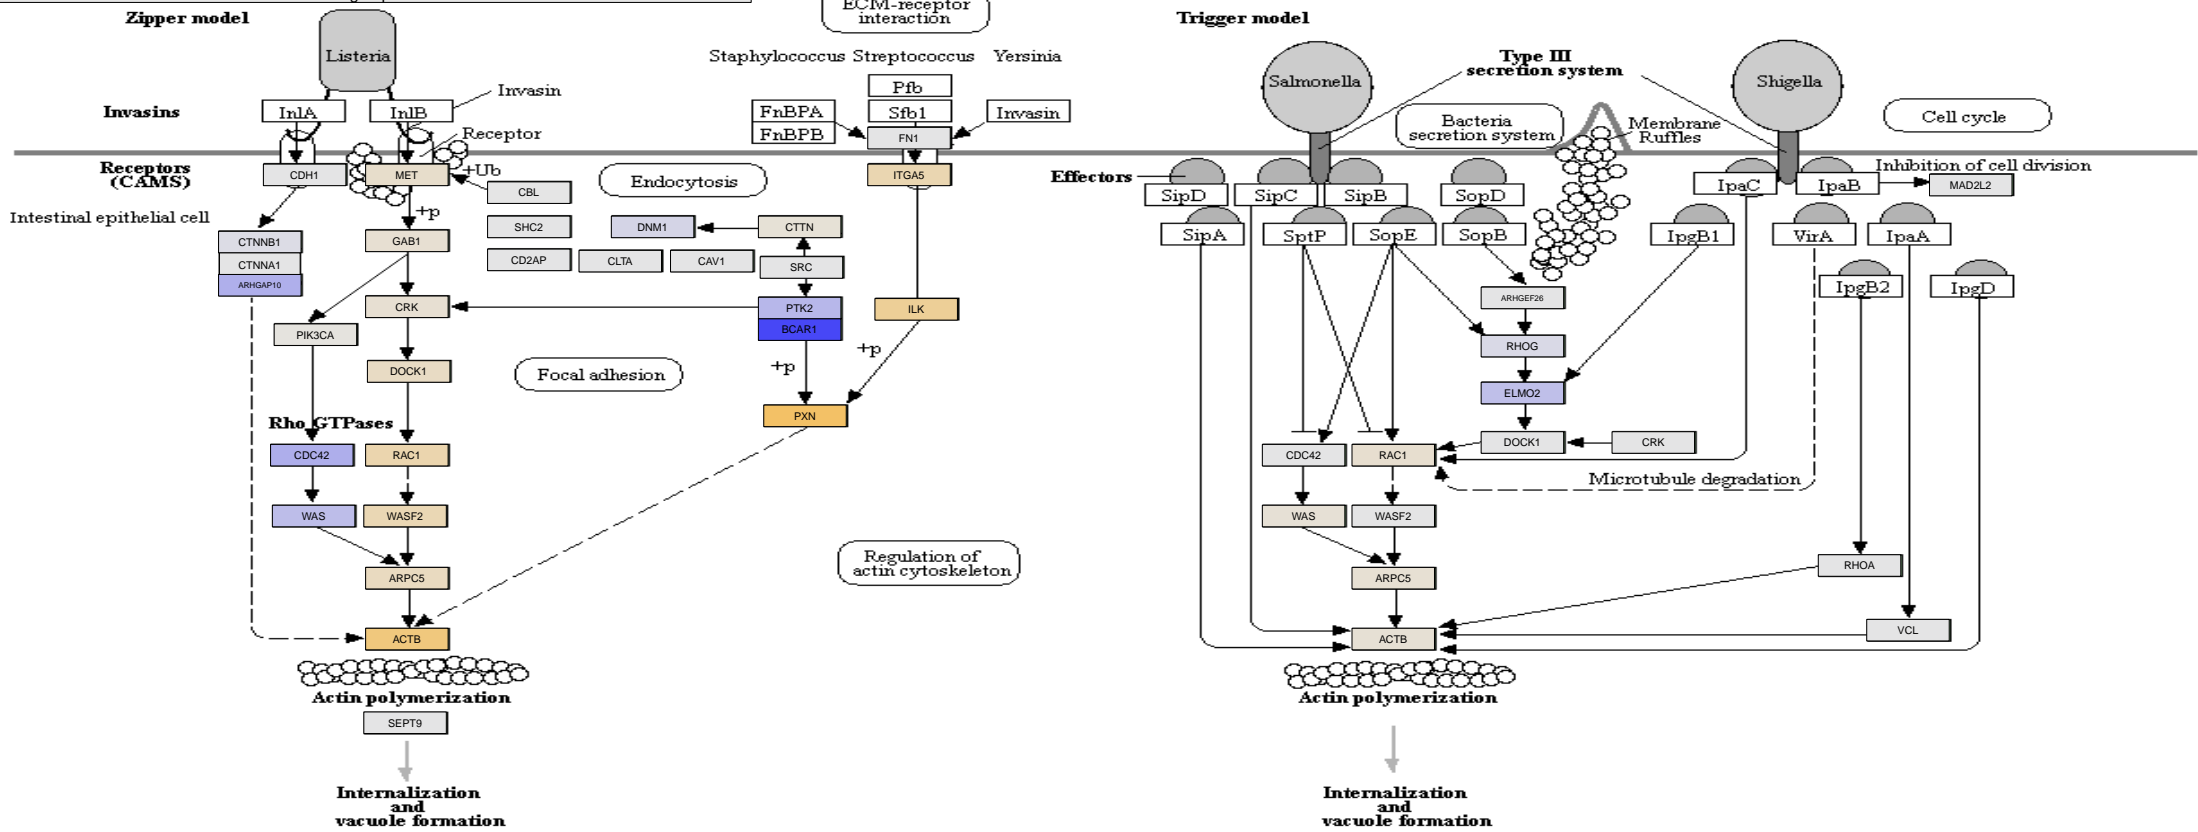 Zipper model
ECM-receptor
interaction
Trigger model
Listeria
Staphylococcus Streptococcus Yersinia
Salmonella
Type III
secretion system
Shigella
Invasins
InlA
InlB
Invasin
Receptor
Pfb
FnBPA
FnBPB
Sfb1
Invasin
FN1
Bacteria
secretion system
Membrane
Ruffles
Cell cycle
Receptors
(CAMS)
CDH1
MET
+Ub
CBL
Endocytosis
ITGA5
Effectors
SipD
SipC
SipB
SopD
IpaC
IpaB
Inhibition of cell division
MAD2L2
Intestinal epithelial cell
+p
CTNNB1
CTNNA1
ARHGAP10
GAB1
SHC2
CD2AP
DNM1
CLTA
CAV1
CTTN
SRC
SipA
SptP
SopE
SopB
IpgB1
VirA
IpaA
IpgB2
IpgD
PIK3CA
CRK
PTK2
BCAR1
ILK
ARHGEF26
RHOG
DOCK1
Focal adhesion
+p
+p
ELMO2
PXN
Rho GTPases
CDC42
RAC1
CDC42
RAC1
DOCK1
CRK
Microtubule degradation
WAS
WASF2
WAS
WASF2
Regulation of
actin cytoskeleton
RHOA
ARPC5
ARPC5
ACTB
ACTB
VCL
Actin polymerization
Actin polymerization
SEPT9
Internalization
and
vacuole formation
Internalization
and
vacuole formation